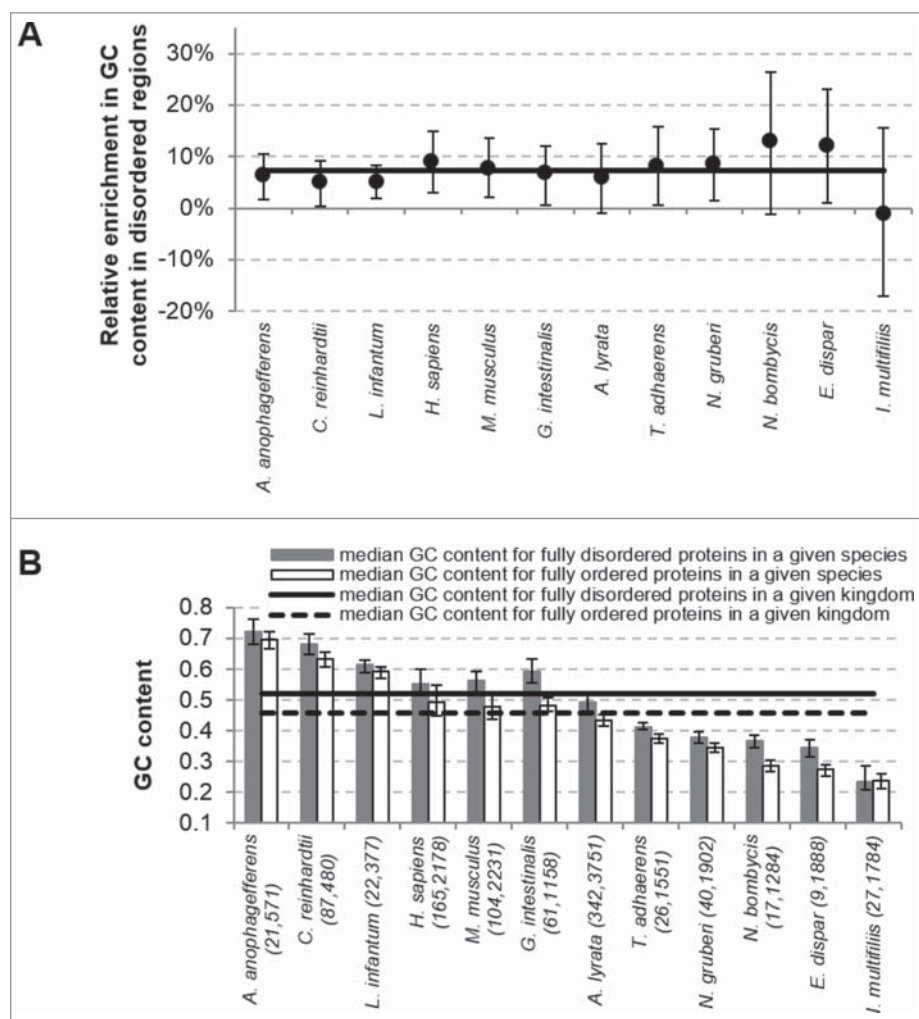 A
Relative enrichment in GC
content in disordered regions
30%
20%
10%
0%
-10%
-20%
A. anophagefferens
C. reinhardtii
L. infantum
H. sapiens
M. musculus
G. intestinalis
A. lyrata
T. adhaerens
N. gruberi
N. bombycis
E. dispar
I. multifiliis
B
median GC content for fully disordered proteins in a given species
median GC content for fully ordered proteins in a given species
median GC content for fully disordered proteins in a given kingdom
median GC content for fully ordered proteins in a given kingdom
GC content
0.8
0.7
0.6
0.5
0.4
0.3
0.2
0.1
A. anophagefferens
(21,571)
C. reinhardtii
(87,480)
L. infantum (22,377)
H. sapiens
(165,2178)
M. musculus
(104,2231)
G. intestinalis
(61,1158)
A. lyrata (342,3751)
T. adhaerens
(26,1551)
N. gruberi (40,1902)
N. bombycis
(17,1284)
E. dispar (9,1888)
I. multifiliis (27,1784)